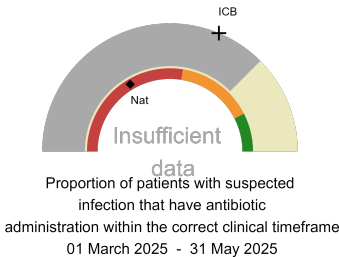 ICB
Nat
Insufficient
data
Proportion of patients with suspected
infection that have antibiotic
administration within the correct clinical timeframe
01 March 2025 - 31 May 2025